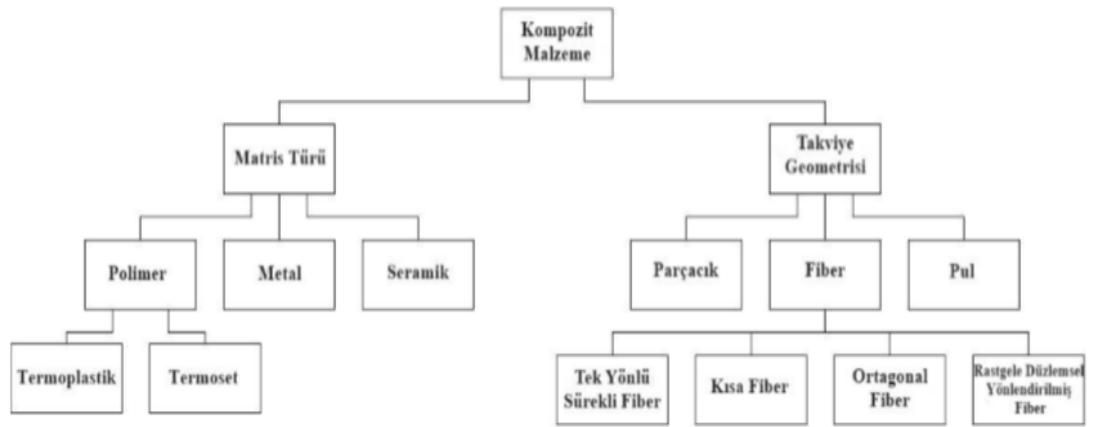 Kompozit
Malzeme
Matris Türü
Takviye
Geometrisi
Polimer
Metal
Seramik
Parçacık
Fiber
Pul
Termoplastik
Termoset
Tek Yönlü
Sürekli Fiber
Kısa Fiber
Ortagonal
Fiber
Rastgele Düzlemsel
Yönlendirilmiş
Fiber